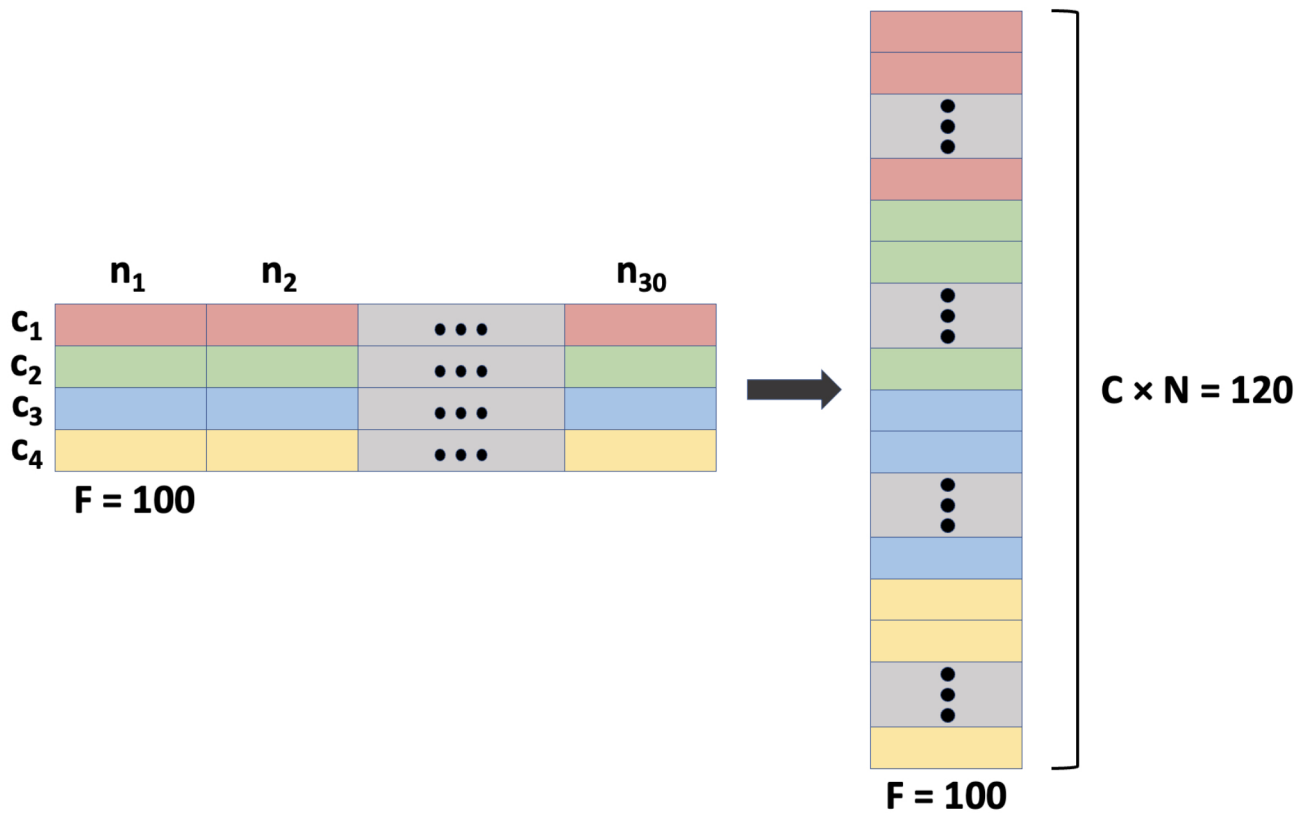 n₁ n₂ n₃₀
c₁
c₂
c₃
c₄
F = 100
C × N = 120
F = 100